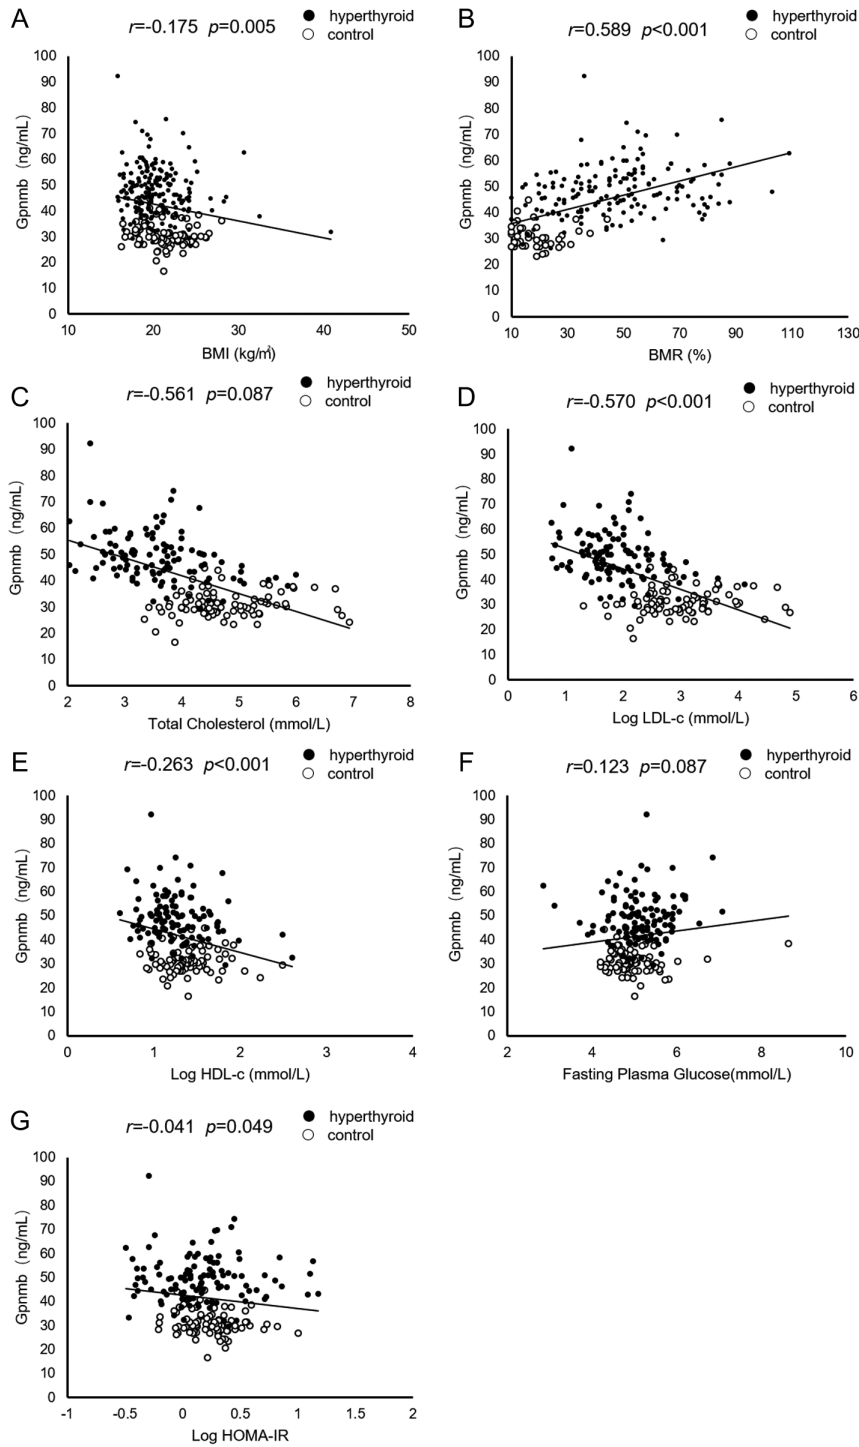 A
r=-0.175 p=0.005
hyperthyroid
control
Gpnmb (ng/mL)
100
90
80
70
60
50
40
30
20
10
0
10 20 30 40 50
BMI (kg/㎡)
B
r=0.589 p<0.001
hyperthyroid
control
Gpnmb (ng/mL)
100
90
80
70
60
50
40
30
20
10
0
10 30 50 70 90 110 130
BMR (%)
C
r=-0.561 p=0.087
hyperthyroid
control
Gpnmb (ng/mL)
100
90
80
70
60
50
40
30
20
10
0
2 3 4 5 6 7 8
Total Cholesterol (mmol/L)
D
r=-0.570 p<0.001
hyperthyroid
control
Gpnmb (ng/mL)
100
90
80
70
60
50
40
30
20
10
0
0 1 2 3 4 5 6
Log LDL-c (mmol/L)
E
r=-0.263 p<0.001
hyperthyroid
control
Gpnmb (ng/mL)
100
90
80
70
60
50
40
30
20
10
0
0 1 2 3 4
Log HDL-c (mmol/L)
F
r=0.123 p=0.087
hyperthyroid
control
Gpnmb (ng/mL)
100
90
80
70
60
50
40
30
20
10
0
2 4 6 8 10
Fasting Plasma Glucose(mmol/L)
G
r=-0.041 p=0.049
hyperthyroid
control
Gpnmb (ng/mL)
100
90
80
70
60
50
40
30
20
10
0
-1 -0.5 0 0.5 1 1.5 2
Log HOMA-IR